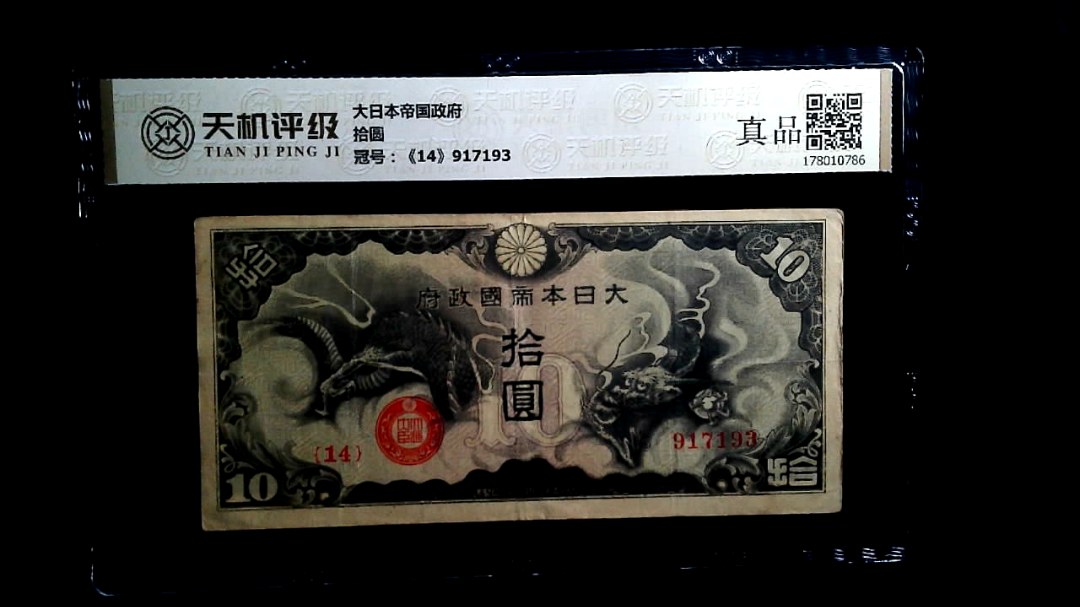 天机评级
TIAN JI PING JI
大日本帝国政府
拾圆
冠号：《14》917193
真品
178010786
拾
10
府政國帝本日大
拾
圓
10
{14}
917193
10
拾